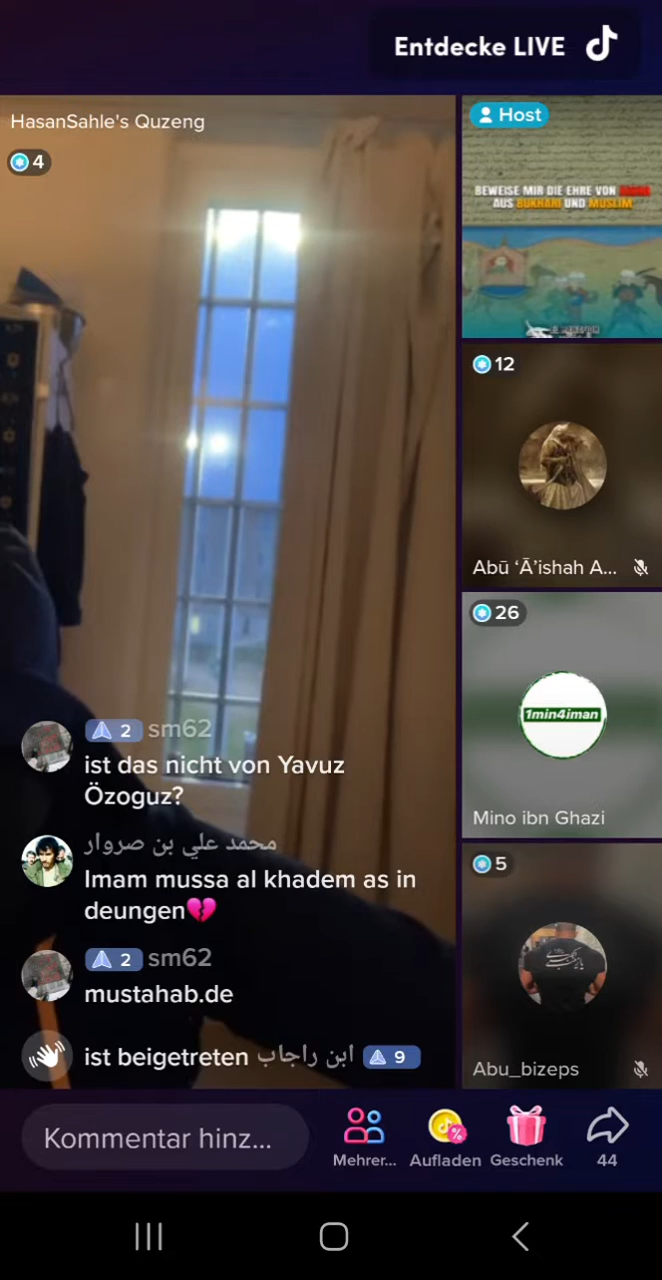 Entdecke LIVE
HasanSahle's Quzeng
4
Host
BEWEISE MIR DIE EHRE VON
AUS BUKHARI UND MUSLIM
12
Abū ‘Ā’ishah A...
26
1min4iman
Mino ibn Ghazi
5
Abu_bizeps
2 sm62
ist das nicht von Yavuz
Özoguz?
محمد علي بن صروار
Imam mussa al khadem as in
deungen💔
2 sm62
mustahab.de
ist beigetreten ابن راجاب 9
Kommentar hinz...
Mehrer...
Aufladen
Geschenk
44